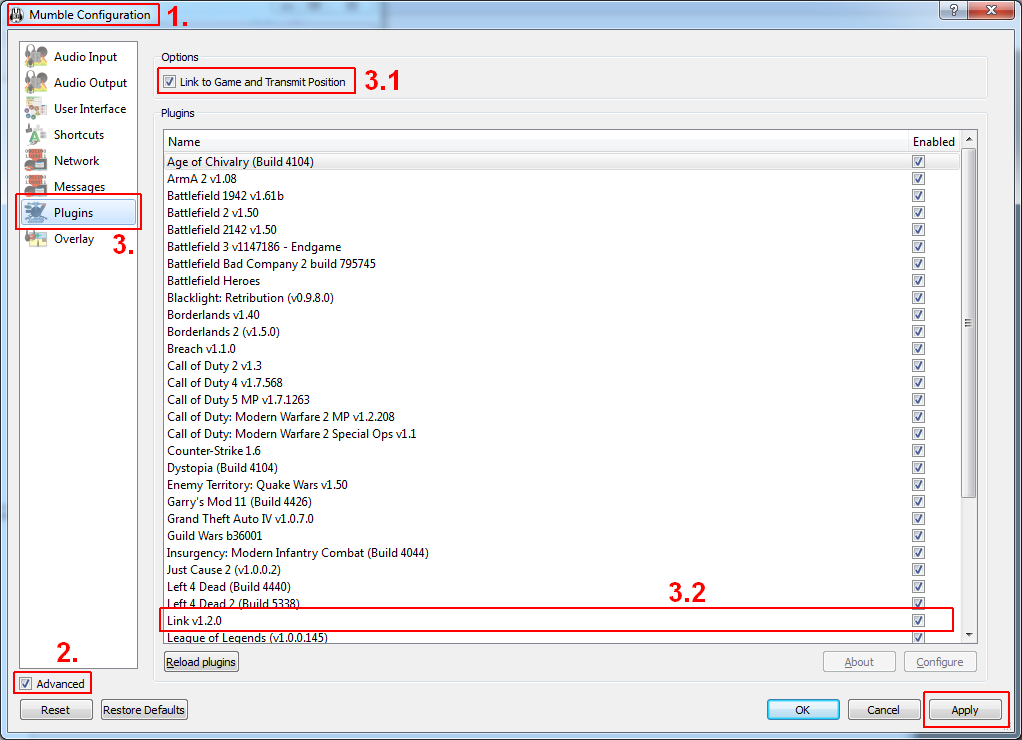 Mumble Configuration
1.
Audio Input
Audio Output
User Interface
Shortcuts
Network
Messages
Plugins
3.
Overlay
Options
Link to Game and Transmit Position
3.1
Plugins
Name Enabled
Age of Chivalry (Build 4104)
ArmA 2 v1.08
Battlefield 1942 v1.61b
Battlefield 2 v1.50
Battlefield 2142 v1.50
Battlefield 3 v1147186 - Endgame
Battlefield Bad Company 2 build 795745
Battlefield Heroes
Blacklight: Retribution (v0.9.8.0)
Borderlands v1.40
Borderlands 2 (v1.5.0)
Breach v1.1.0
Call of Duty 2 v1.3
Call of Duty 4 v1.7.568
Call of Duty 5 MP v1.7.1263
Call of Duty: Modern Warfare 2 MP v1.2.208
Call of Duty: Modern Warfare 2 Special Ops v1.1
Counter-Strike 1.6
Dystopia (Build 4104)
Enemy Territory: Quake Wars v1.50
Garry's Mod 11 (Build 4426)
Grand Theft Auto IV v1.0.7.0
Guild Wars b36001
Insurgency: Modern Infantry Combat (Build 4044)
Just Cause 2 (v1.0.0.2)
Left 4 Dead (Build 4440)
Left 4 Dead 2 (Build 5338)
3.2
Link v1.2.0
League of Legends (v1.0.0.145)
Reload plugins
About
Configure
2.
Advanced
Reset
Restore Defaults
OK
Cancel
Apply